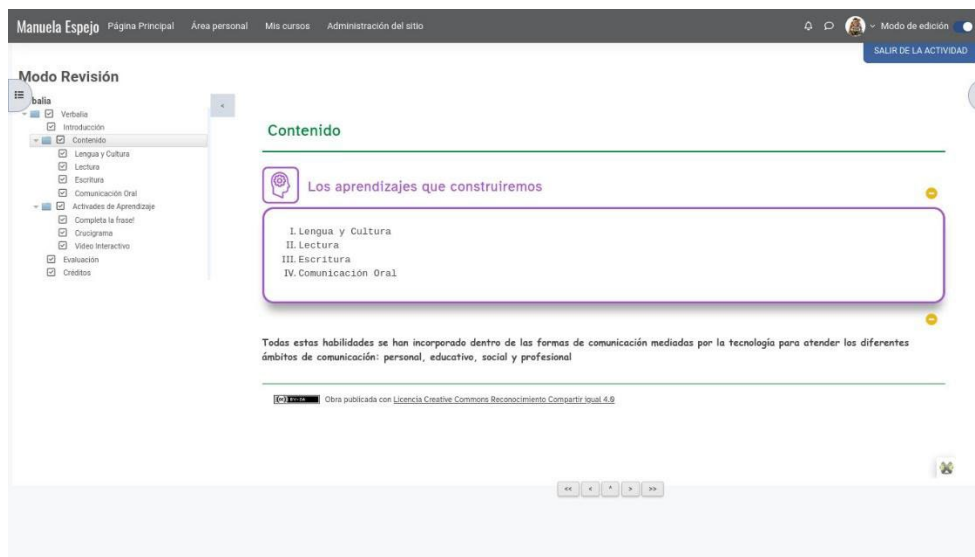 Manuela Espejo Página Principal Área personal Mis cursos Administración del sitio Modo de edición
SALIR DE LA ACTIVIDAD
Modo Revisión
balia
<
Verbalia
Introducción
Contenido
Lengua y Cultura
Lectura
Escritura
Comunicación Oral
Activades de Aprendizaje
Completa la frase!
Crucigrama
Video Interactivo
Evaluación
Créditos
Contenido
Los aprendizajes que construiremos
I. Lengua y Cultura
II. Lectura
III. Escritura
IV. Comunicación Oral
Todas estas habilidades se han incorporado dentro de las formas de comunicación mediadas por la tecnología para atender los diferentes
ámbitos de comunicación: personal, educativo, social y profesional
Obra publicada con Licencia Creative Commons Reconocimiento Compartir igual 4.0
<< < ^ > >>